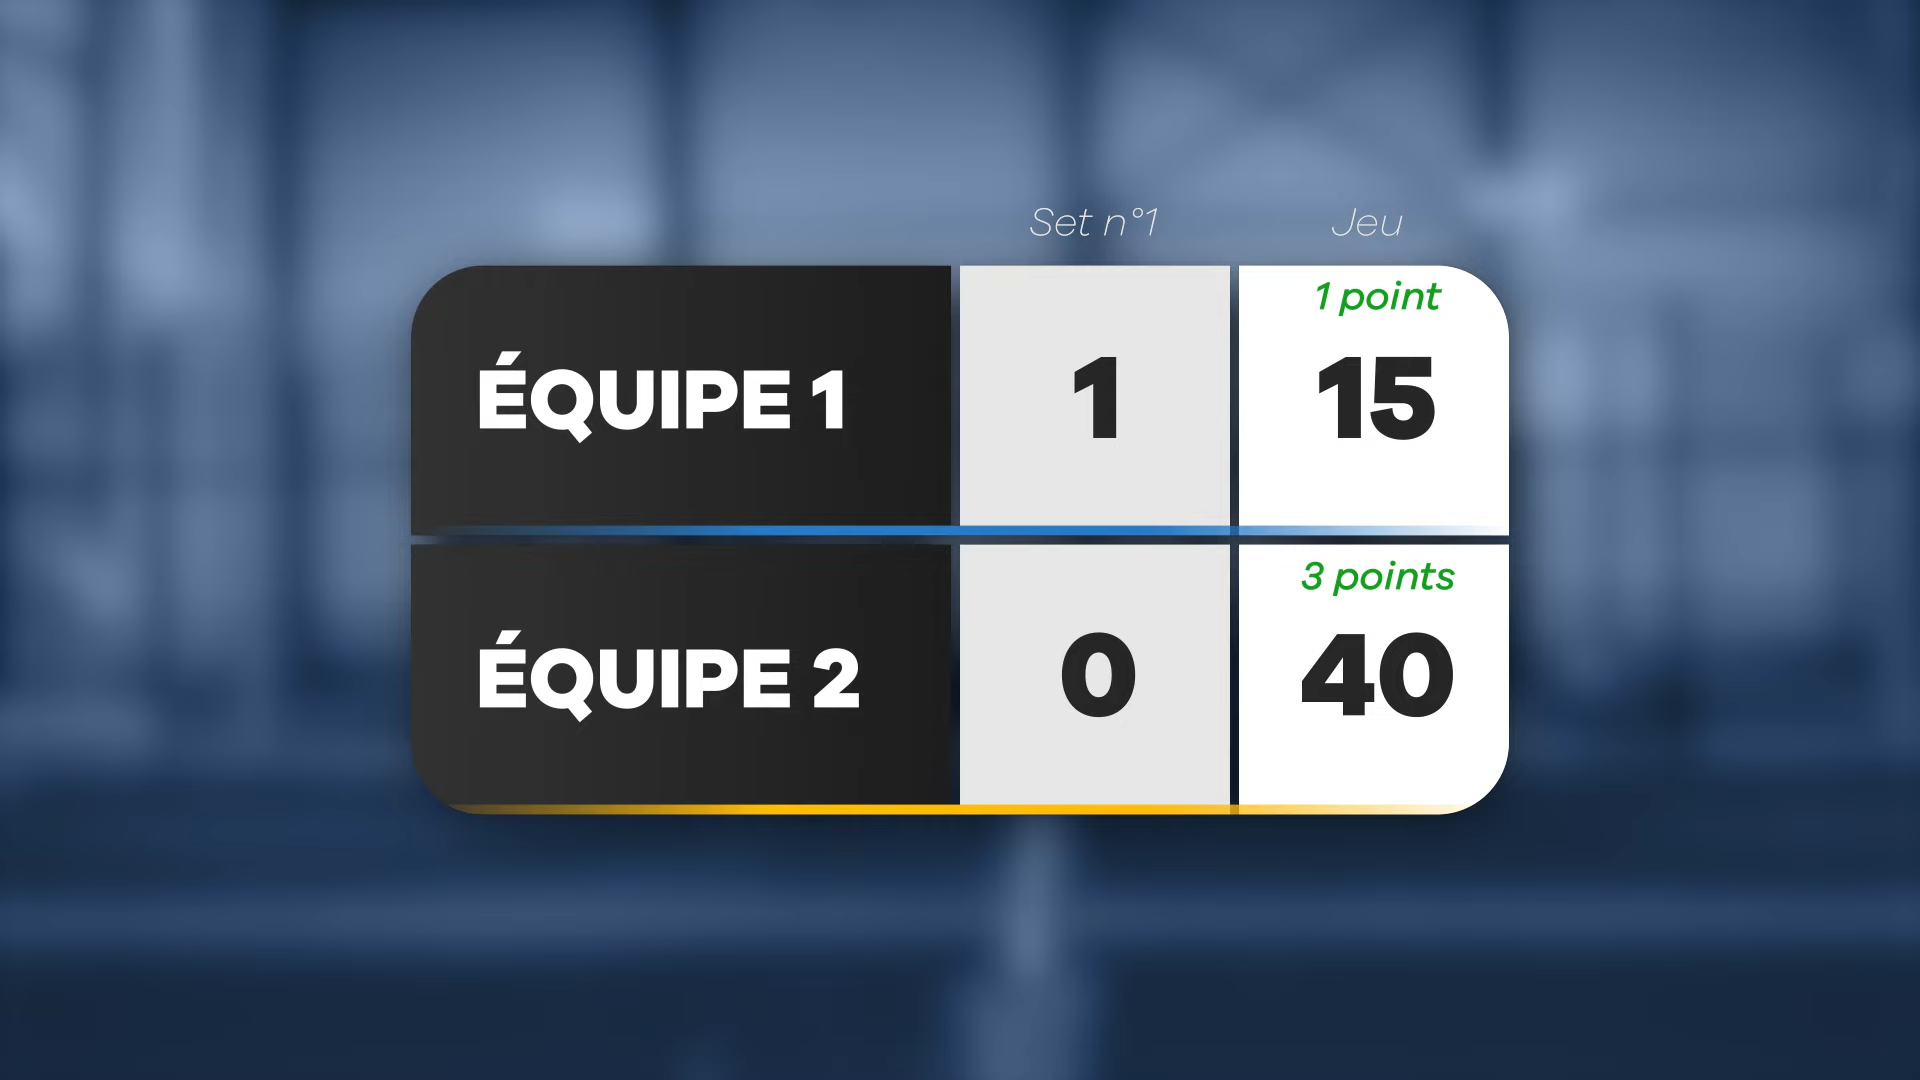 Set n°1 Jeu
1 point
ÉQUIPE 1 1 15
3 points
ÉQUIPE 2 0 40